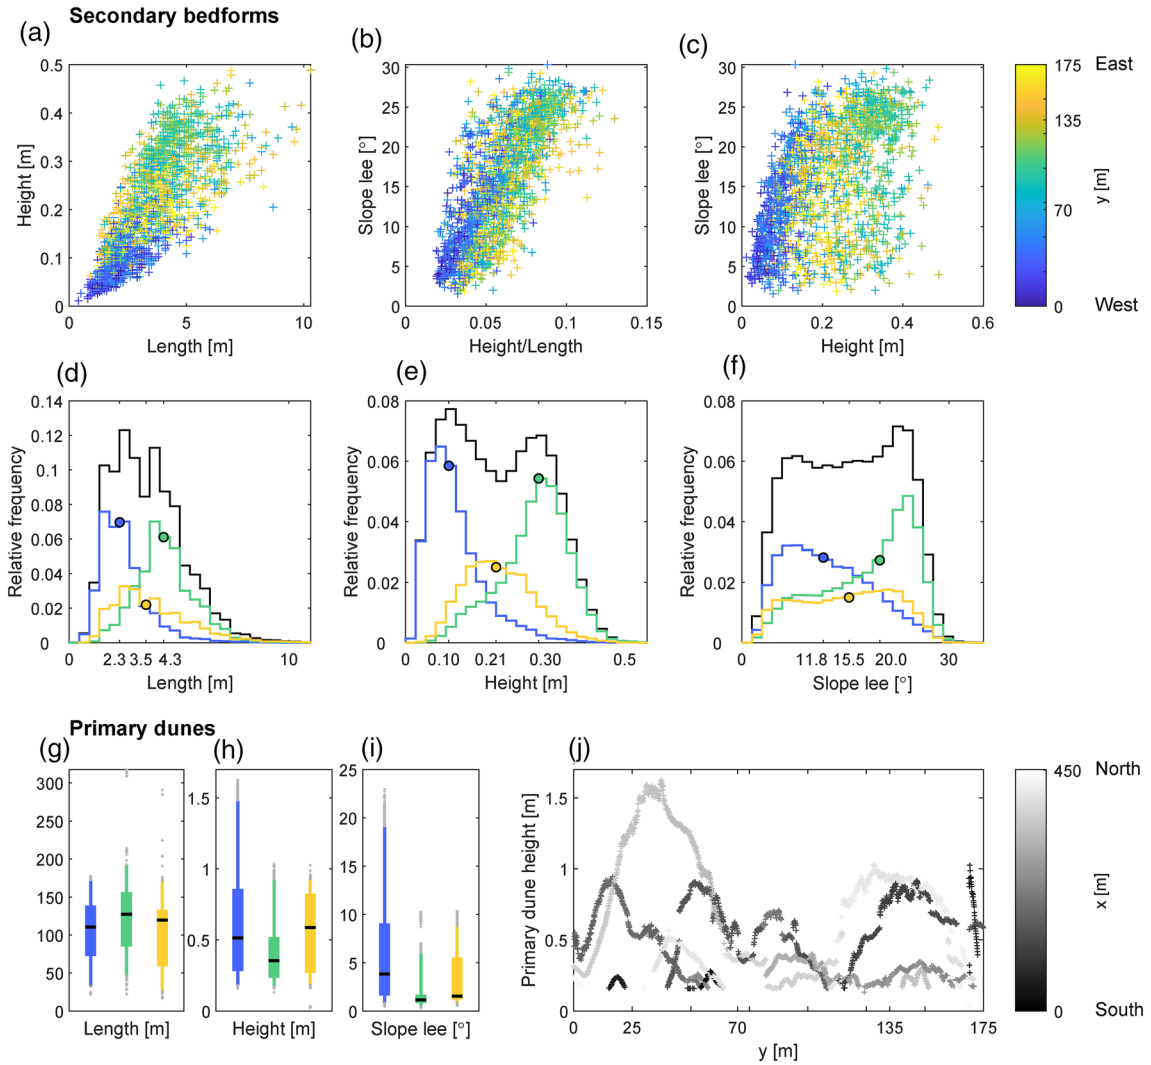 Secondary bedforms
(a)
0.5
0.4
0.3
0.2
0.1
0
Height [m]
0 5 10
Length [m]
(b)
30
25
20
15
10
5
0
Slope lee [°]
0 0.05 0.1 0.15
Height/Length
(c)
30
25
20
15
10
5
0
Slope lee [°]
0 0.2 0.4 0.6
Height [m]
175 East
135
70
0 West
y [m]
(d)
0.14
0.12
0.1
0.08
0.06
0.04
0.02
0
Relative frequency
0 2.3 3.5 4.3 10
Length [m]
(e)
0.08
0.06
0.04
0.02
0
Relative frequency
0 0.10 0.21 0.30 0.5
Height [m]
(f)
0.08
0.06
0.04
0.02
0
Relative frequency
0 11.8 15.5 20.0 30
Slope lee [°]
Primary dunes
(g)
300
250
200
150
100
50
0
Length [m]
(h)
1.5
1
0.5
0
Height [m]
(i)
25
20
15
10
5
0
Slope lee [°]
(j)
1.5
1
0.5
0
Primary dune height [m]
0 25 70 135 175
y [m]
450 North
0 South
x [m]